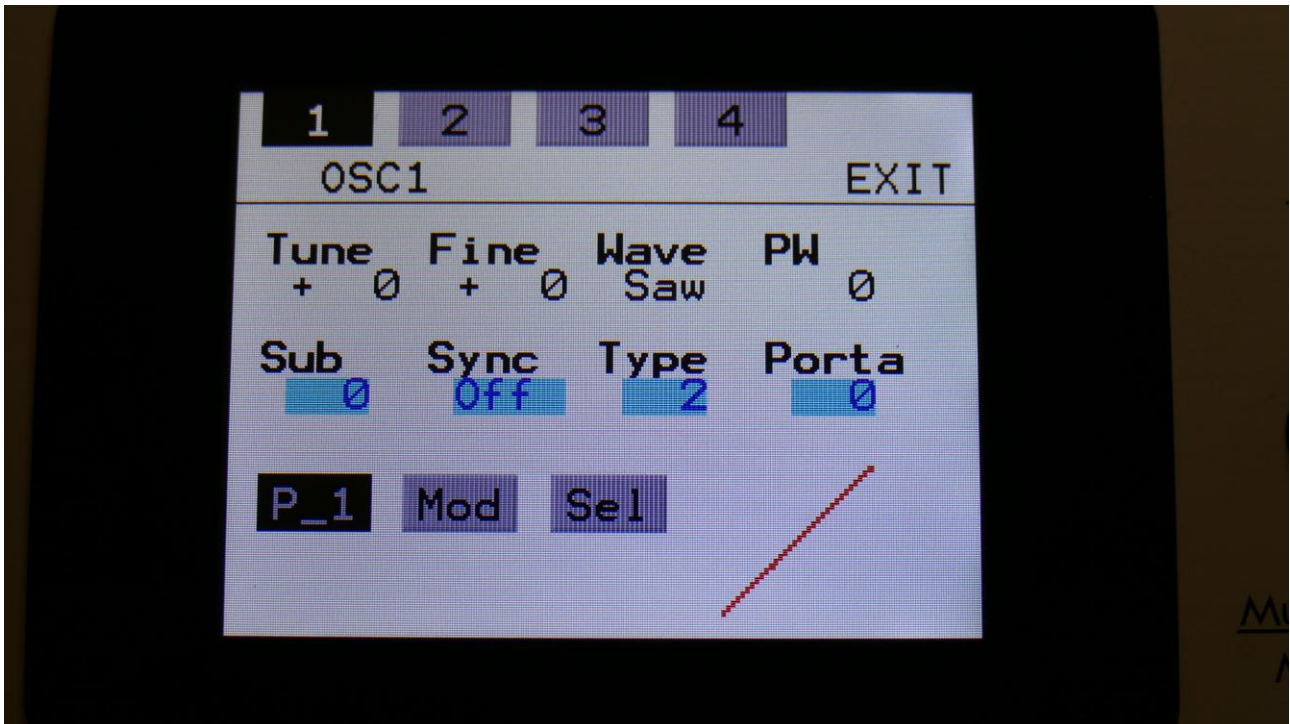 1 2 3 4
OSC1 EXIT
Tune Fine Wave PW
+ 0 + 0 Saw 0
Sub Sync Type Porta
0 Off 2 0
P_1 Mod Sel